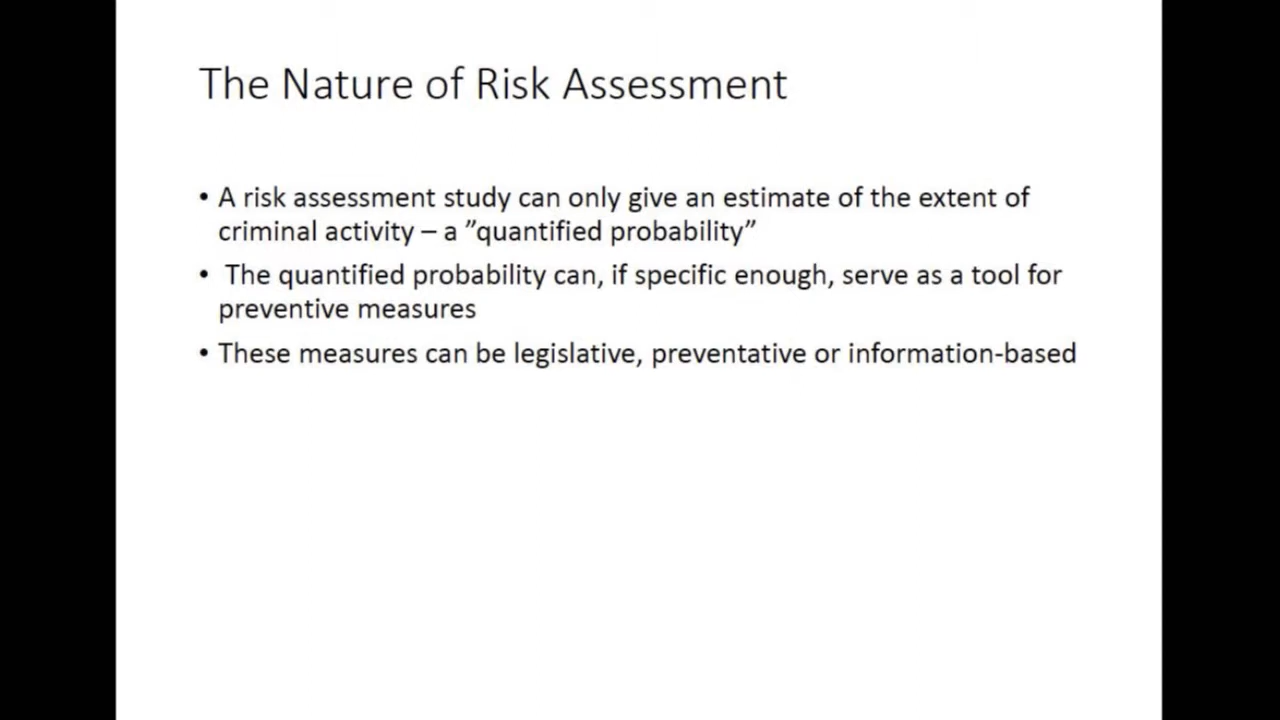 The Nature of Risk Assessment
• A risk assessment study can only give an estimate of the extent of
criminal activity – a ”quantified probability”
• The quantified probability can, if specific enough, serve as a tool for
preventive measures
• These measures can be legislative, preventative or information-based